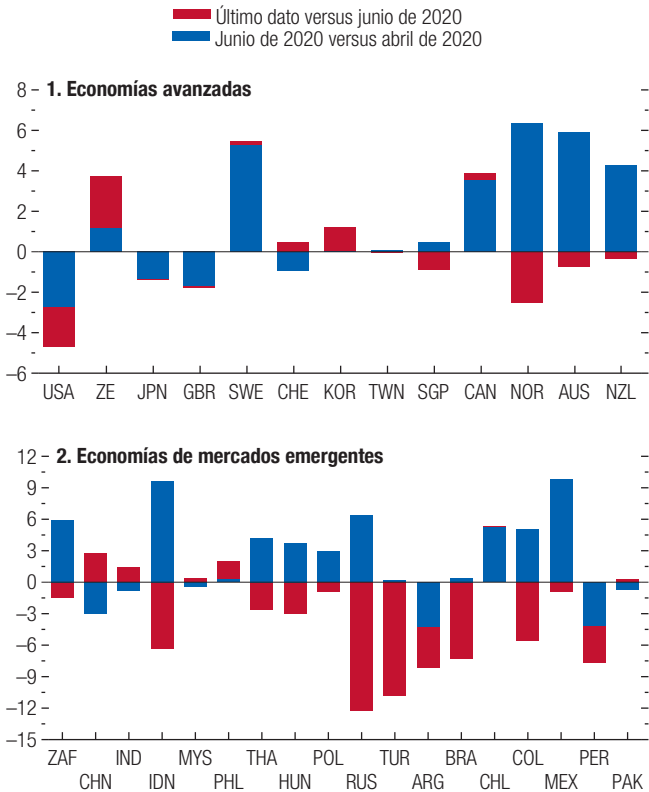 Último dato versus junio de 2020
Junio de 2020 versus abril de 2020
1. Economías avanzadas
8
6
4
2
0
–2
–4
–6
USA ZE JPN GBR SWE CHE KOR TWN SGP CAN NOR AUS NZL
2. Economías de mercados emergentes
12
9
6
3
0
–3
–6
–9
–12
–15
ZAF IND MYS THA POL TUR BRA COL PER
CHN IDN PHL HUN RUS ARG CHL MEX PAK